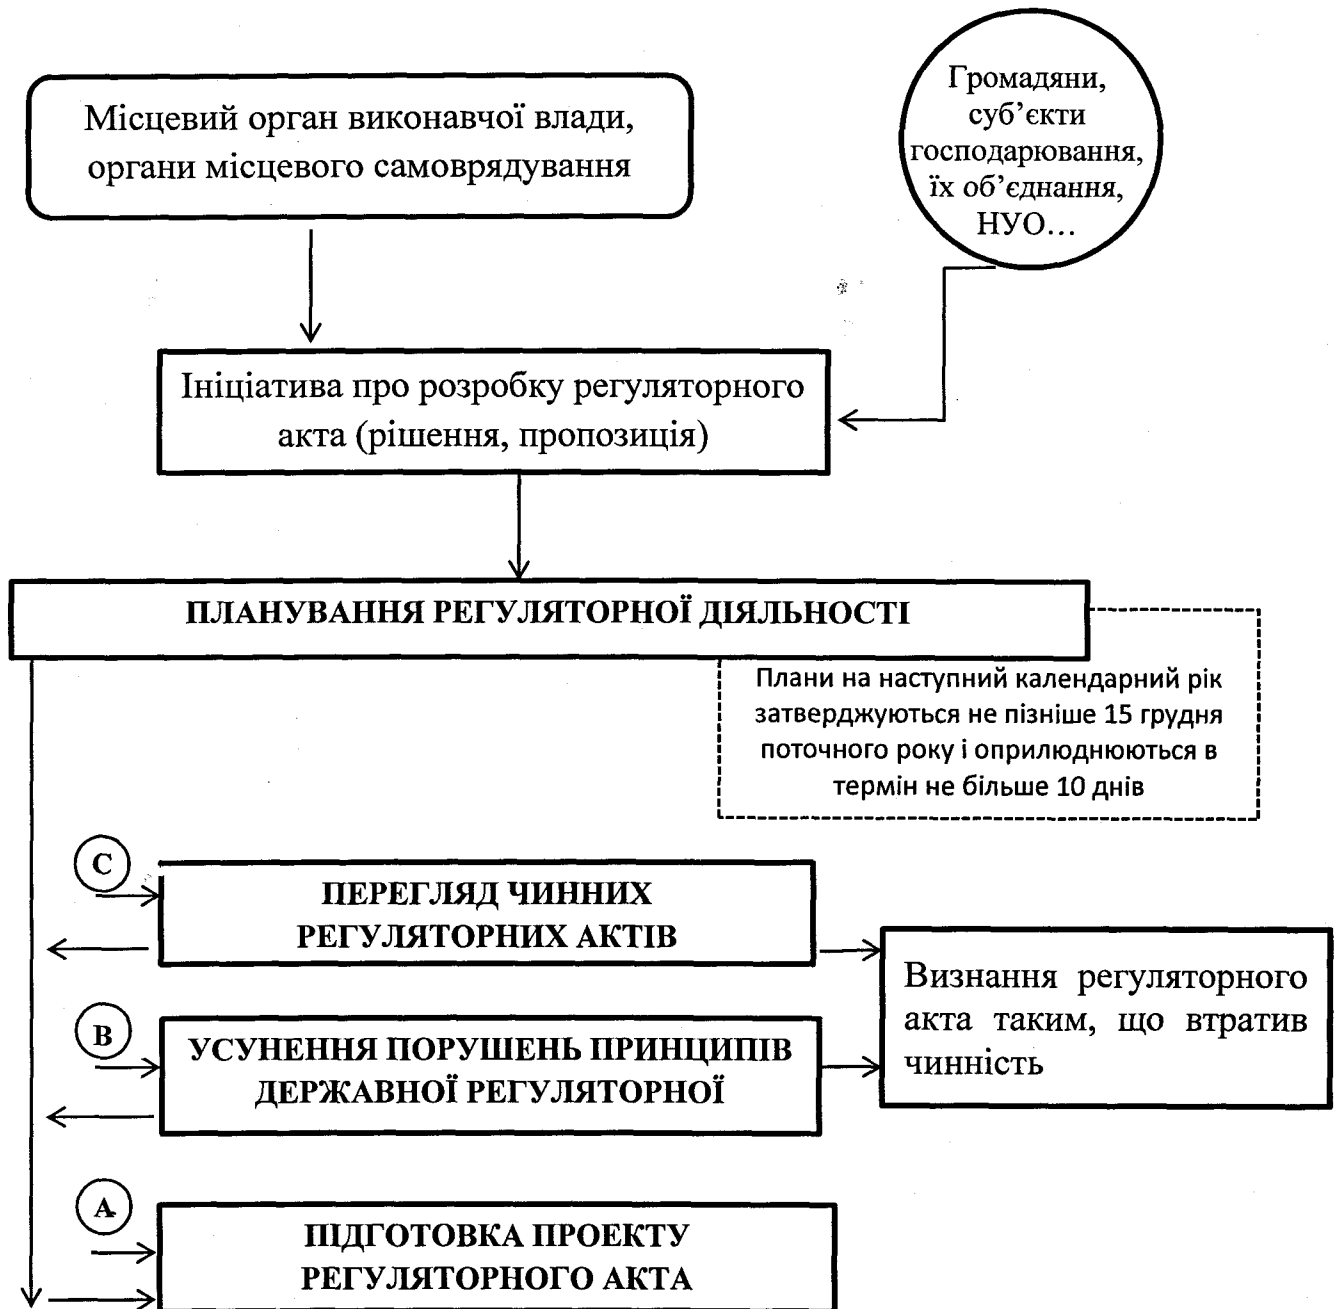 Місцевий орган виконавчої влади,
органи місцевого самоврядування
Громадяни,
суб’єкти
господарювання,
їх об’єднання,
НУО…
Ініціатива про розробку регуляторного
акта (рішення, пропозиція)
ПЛАНУВАННЯ РЕГУЛЯТОРНОЇ ДІЯЛЬНОСТІ
Плани на наступний календарний рік
затверджуються не пізніше 15 грудня
поточного року і оприлюднюються в
термін не більше 10 днів
С
ПЕРЕГЛЯД ЧИННИХ
РЕГУЛЯТОРНИХ АКТІВ
Визнання регуляторного
акта таким, що втратив
чинність
В
УСУНЕННЯ ПОРУШЕНЬ ПРИНЦИПІВ
ДЕРЖАВНОЇ РЕГУЛЯТОРНОЇ
А
ПІДГОТОВКА ПРОЕКТУ
РЕГУЛЯТОРНОГО АКТА